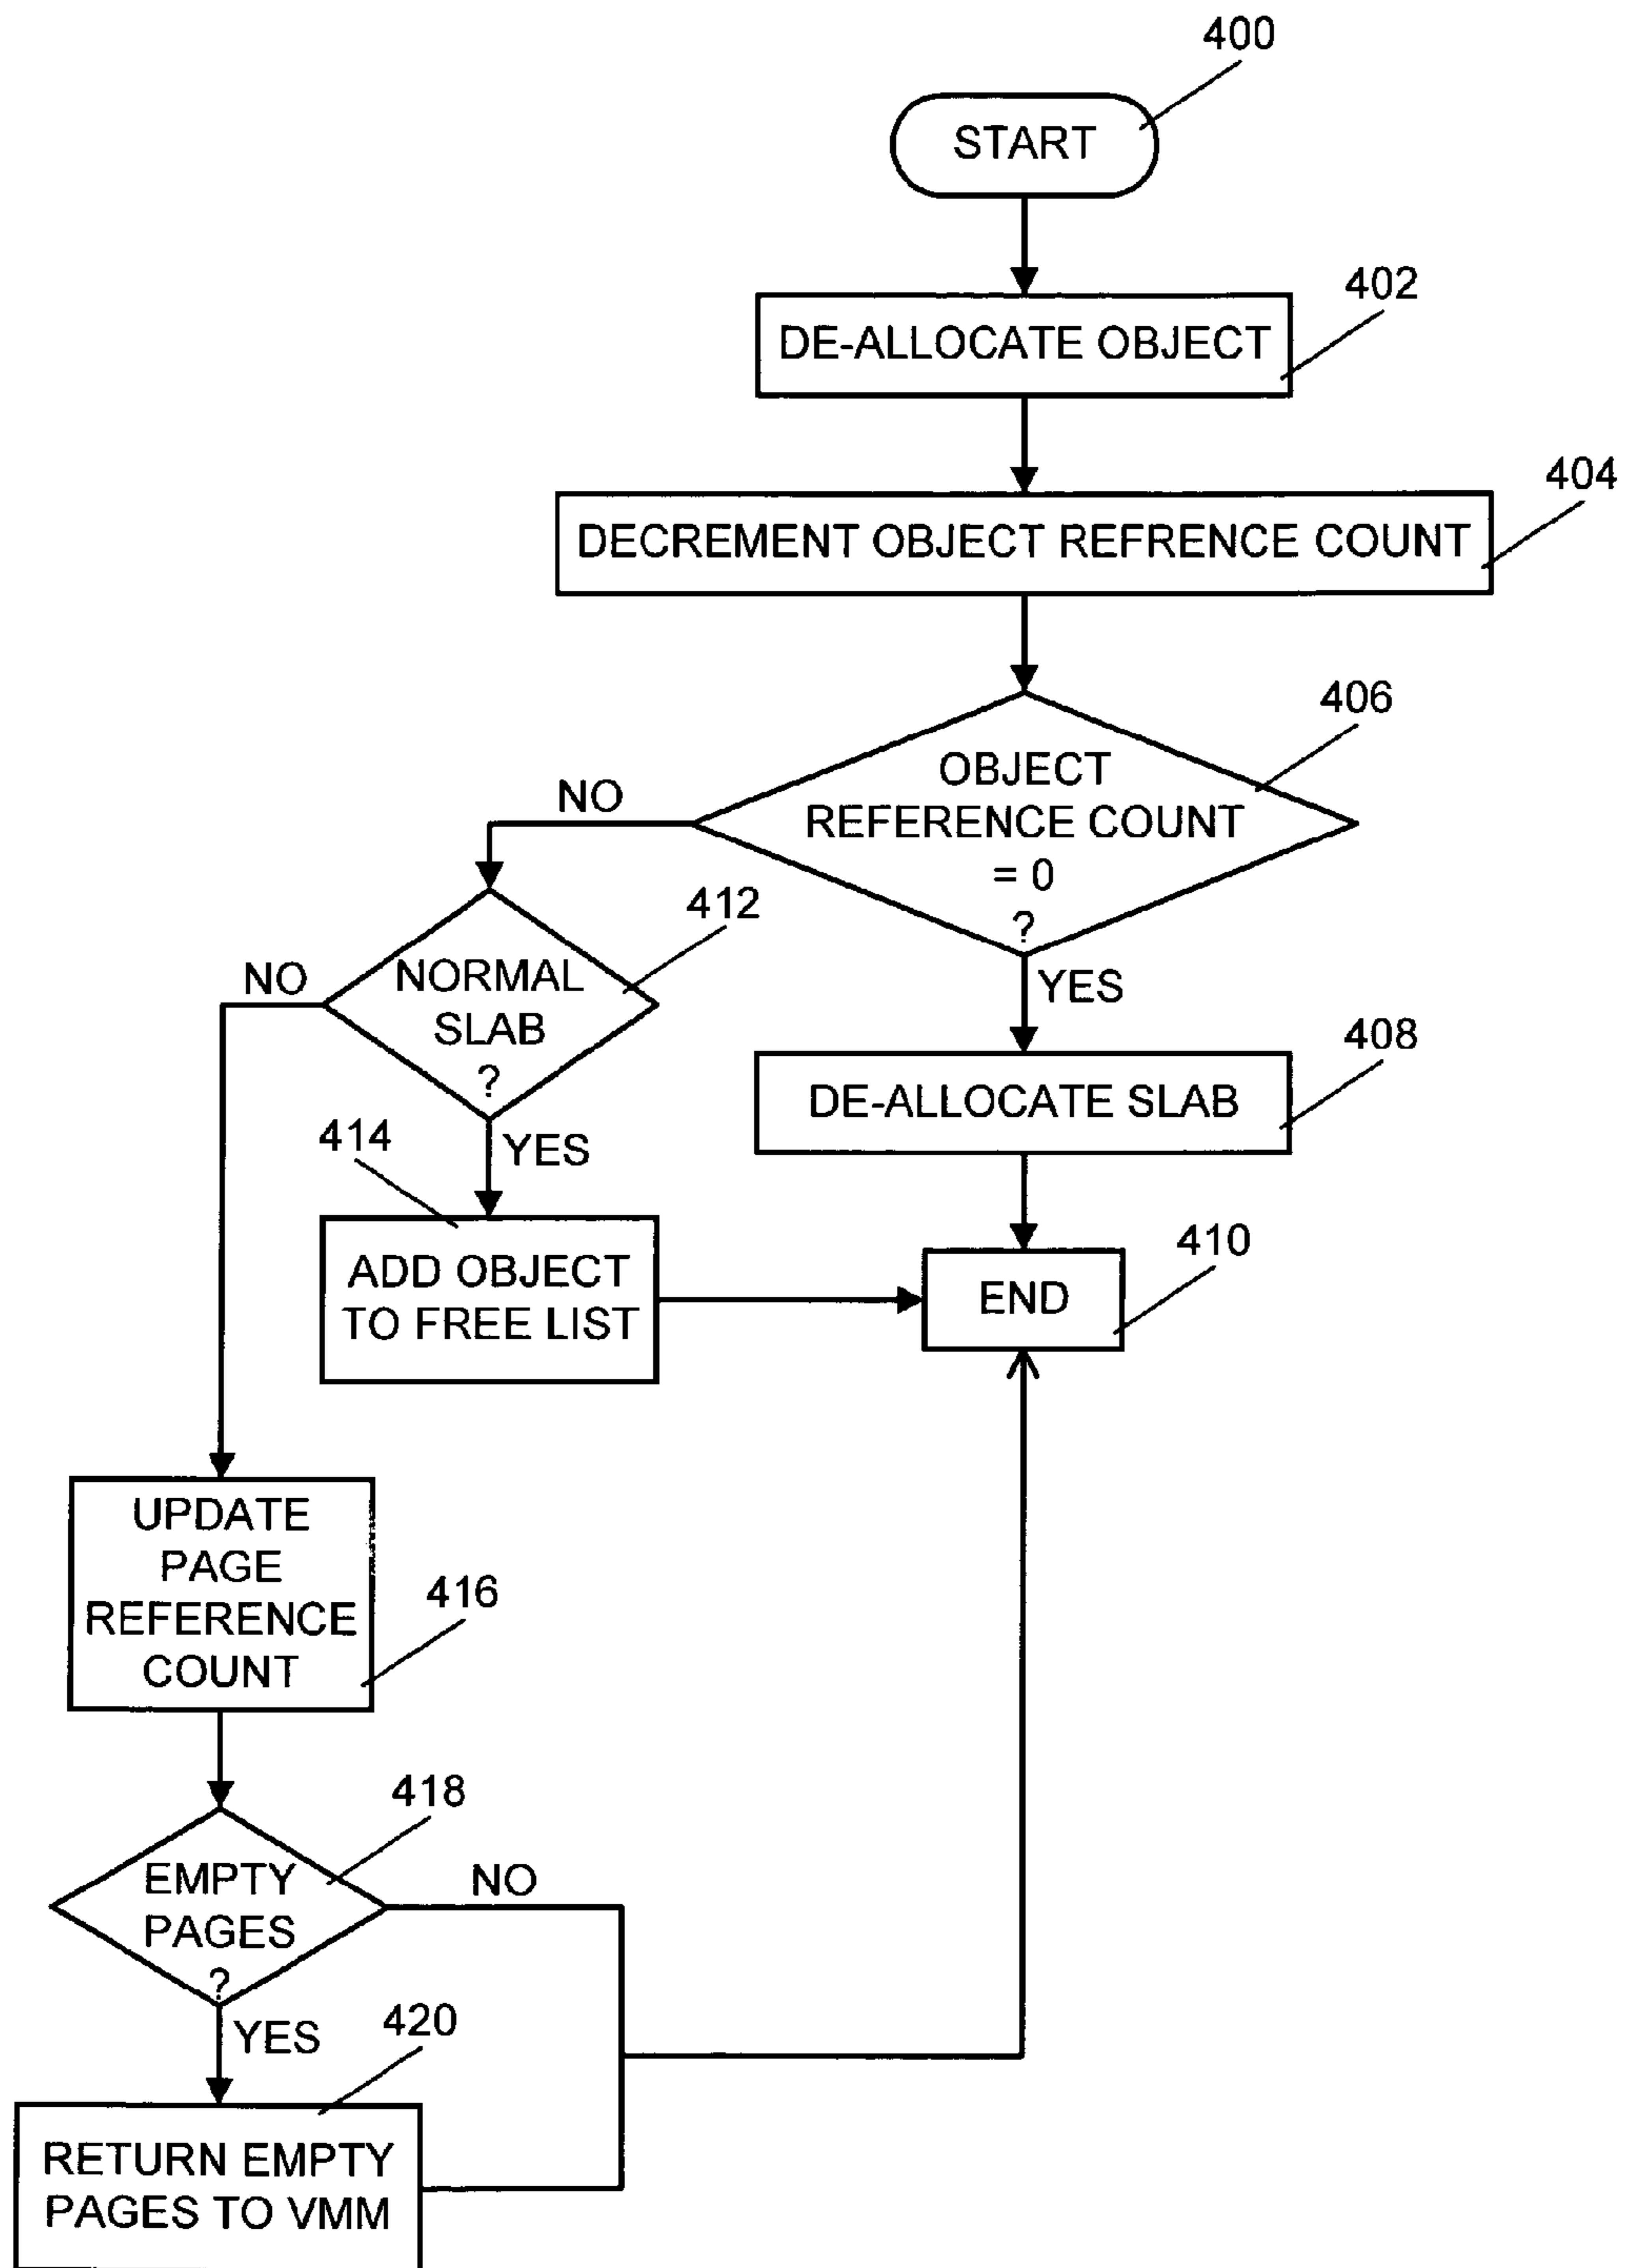 400
START
402
DE-ALLOCATE OBJECT
404
DECREMENT OBJECT REFRENCE COUNT
406
OBJECT
REFERENCE COUNT
= 0
?
NO
YES
412
NORMAL
SLAB
?
NO
YES
408
DE-ALLOCATE SLAB
414
ADD OBJECT
TO FREE LIST
410
END
UPDATE
PAGE
REFERENCE
COUNT
416
418
EMPTY
PAGES
?
NO
YES
420
RETURN EMPTY
PAGES TO VMM